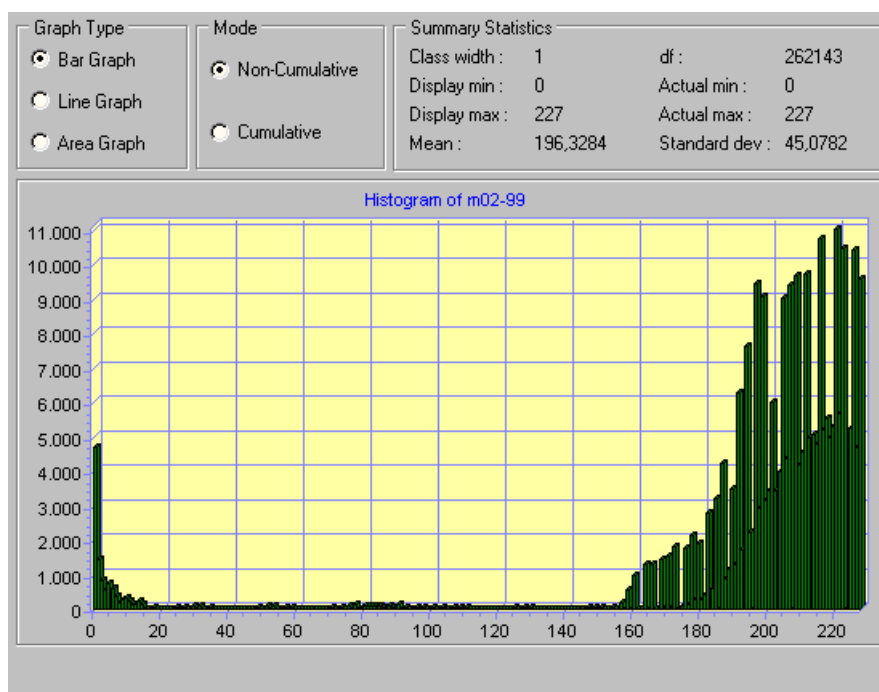 Graph Type
Bar Graph
Line Graph
Area Graph
Mode
Non-Cumulative
Cumulative
Summary Statistics
Class width : 1 df : 262143
Display min : 0 Actual min : 0
Display max : 227 Actual max : 227
Mean : 196,3284 Standard dev : 45,0782
Histogram of m02-99
11.000
10.000
9.000
8.000
7.000
6.000
5.000
4.000
3.000
2.000
1.000
0
0 20 40 60 80 100 120 140 160 180 200 220